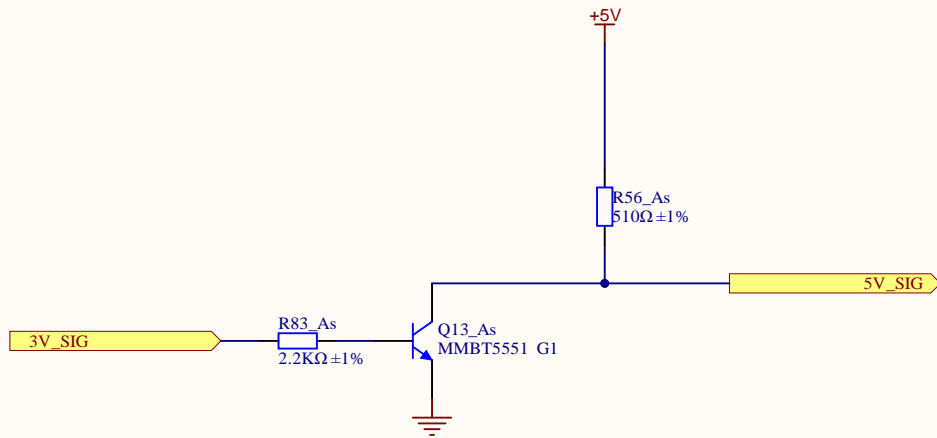 +5V
R56_As
510Ω±1%
5V_SIG
R83_As
2.2KΩ±1%
3V_SIG
Q13_As
MMBT5551 G1